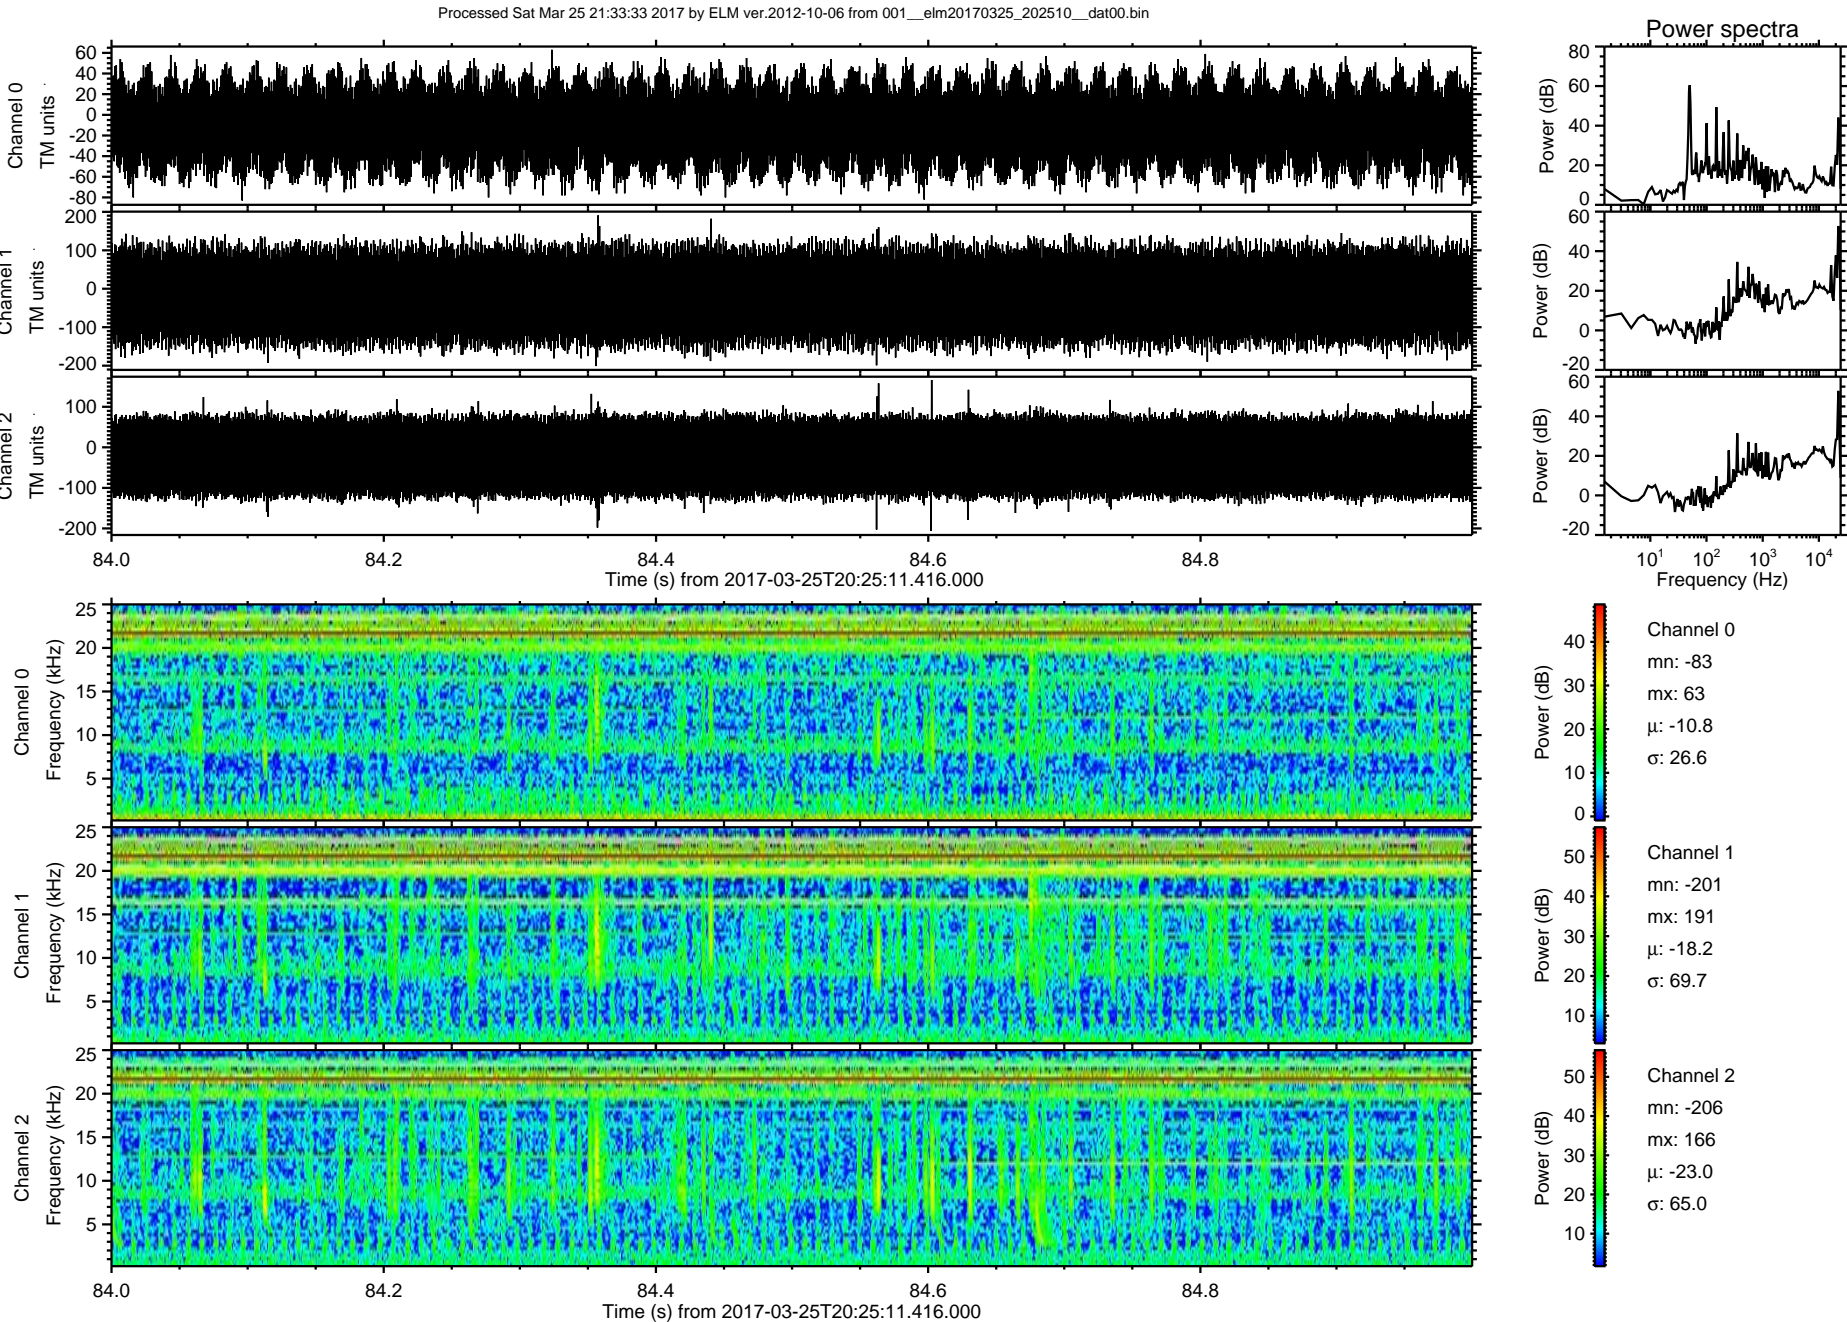 Processed Sat Mar 25 21:33:33 2017 by ELM ver.2012-10-06 from 001__elm20170325_202510__dat00.bin
Power spectra
Channel 0
TM units
60
40
20
0
-20
-40
-60
-80
Power (dB)
80
60
40
20
0
Channel 1
TM units
200
100
0
-100
-200
Power (dB)
60
40
20
0
-20
Channel 2
TM units
100
0
-100
-200
Power (dB)
60
40
20
0
-20
84.0
84.2
84.4
84.6
84.8
Time (s) from 2017-03-25T20:25:11.416.000
10^1
10^2
10^3
10^4
Frequency (Hz)
Channel 0
Frequency (kHz)
25
20
15
10
5
Power (dB)
40
30
20
10
0
Channel 0
mn: -83
mx: 63
μ: -10.8
σ: 26.6
Channel 1
Frequency (kHz)
25
20
15
10
5
Power (dB)
50
40
30
20
10
Channel 1
mn: -201
mx: 191
μ: -18.2
σ: 69.7
Channel 2
Frequency (kHz)
25
20
15
10
5
Power (dB)
50
40
30
20
10
Channel 2
mn: -206
mx: 166
μ: -23.0
σ: 65.0
84.0
84.2
84.4
84.6
84.8
Time (s) from 2017-03-25T20:25:11.416.000